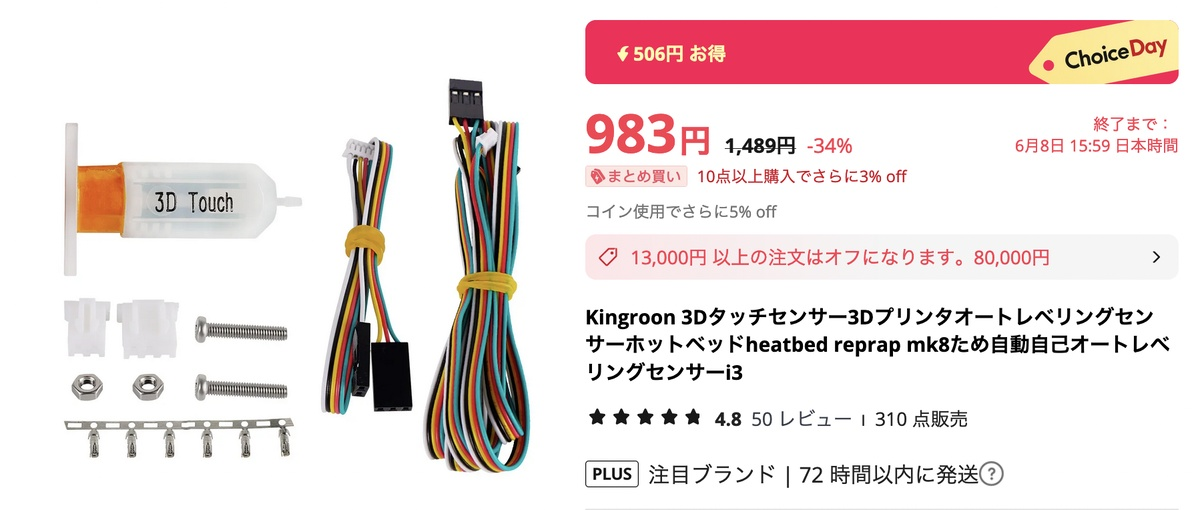 3D Touch
506円 お得
ChoiceDay
983円 1,489円 -34%
終了まで：
6月8日 15:59 日本時間
まとめ買い 10点以上購入でさらに3% off
コイン使用でさらに5% off
13,000円 以上の注文はオフになります。80,000円
Kingroon 3Dタッチセンサー3Dプリンタオートレベリングセン
サーホットベッドheatbed reprap mk8ため自動自己オートレベ
リングセンサーi3
4.8 50 レビュー | 310 点販売
PLUS 注目ブランド | 72 時間以内に発送?